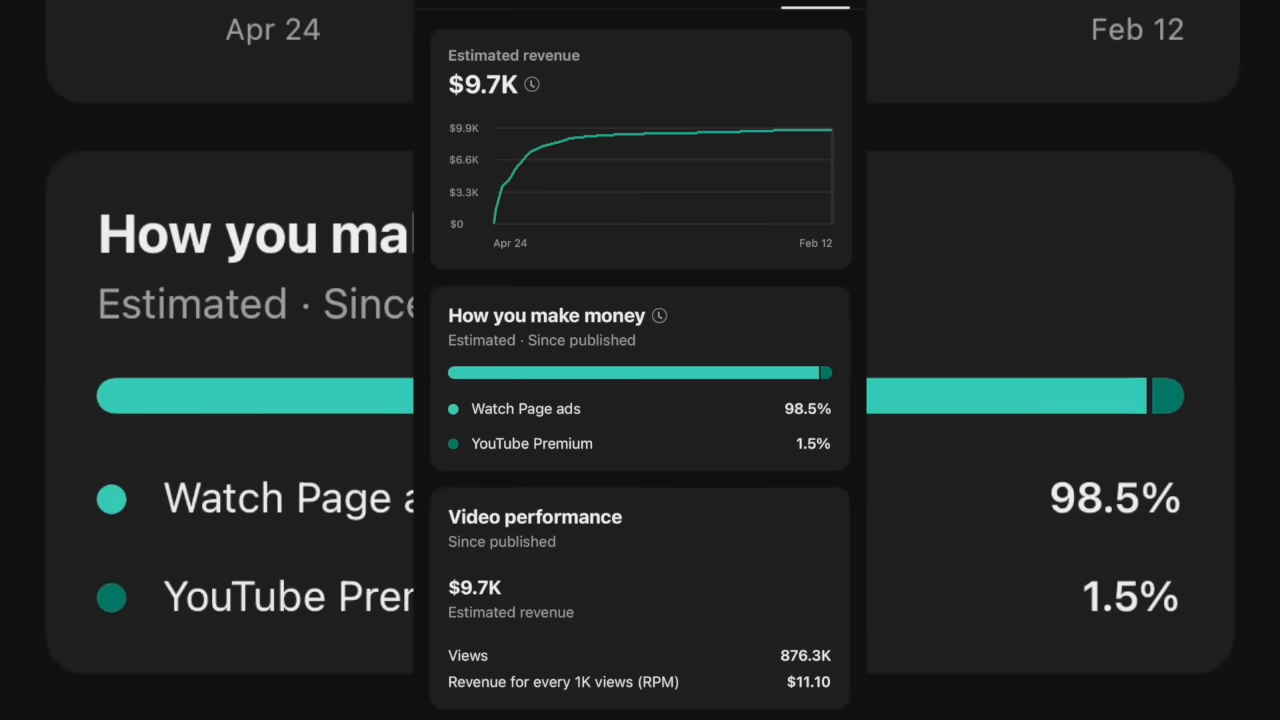 Apr 24
Feb 12
How you ma
Estimated · Since
Watch Page a
98.5%
YouTube Prer
1.5%
Estimated revenue
$9.7K
$9.9K
$6.6K
$3.3K
$0
Apr 24
Feb 12
How you make money
Estimated · Since published
Watch Page ads 98.5%
YouTube Premium 1.5%
Video performance
Since published
$9.7K
Estimated revenue
Views 876.3K
Revenue for every 1K views (RPM) $11.10